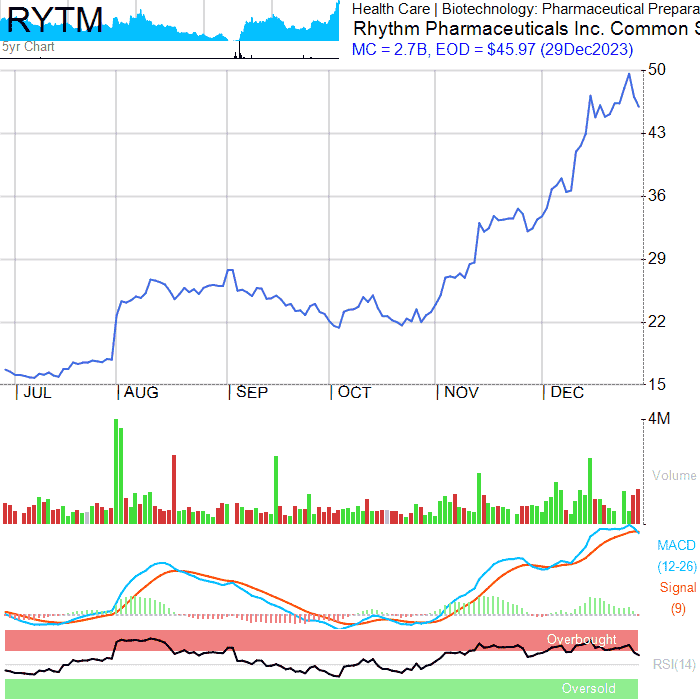 RYTM
5yr Chart
Health Care | Biotechnology: Pharmaceutical Prepara
Rhythm Pharmaceuticals Inc. Common S
MC = 2.7B, EOD = $45.97 (29Dec2023)
50
43
36
29
22
15
| JUL | AUG | SEP | OCT | NOV | DEC
4M
Volume
MACD
(12-26)
Signal
(9)
Overbought
RSI(14)
Oversold